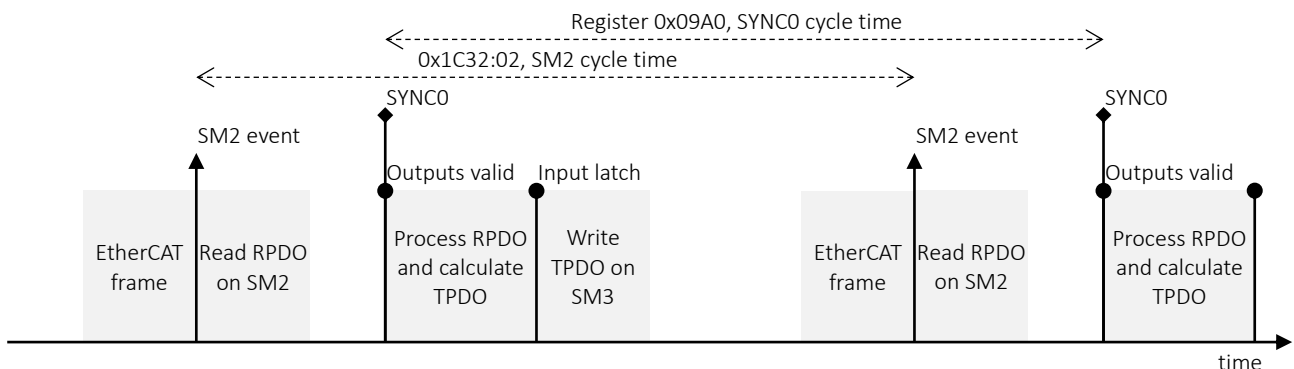 Register 0x09A0, SYNC0 cycle time
0x1C32:02, SM2 cycle time
SYNC0
SYNC0
SM2 event
SM2 event
Outputs valid
Input latch
Outputs valid
EtherCAT
frame
Read RPDO
on SM2
Process RPDO
and calculate
TPDO
Write
TPDO on
SM3
EtherCAT
frame
Read RPDO
on SM2
Process RPDO
and calculate
TPDO
time